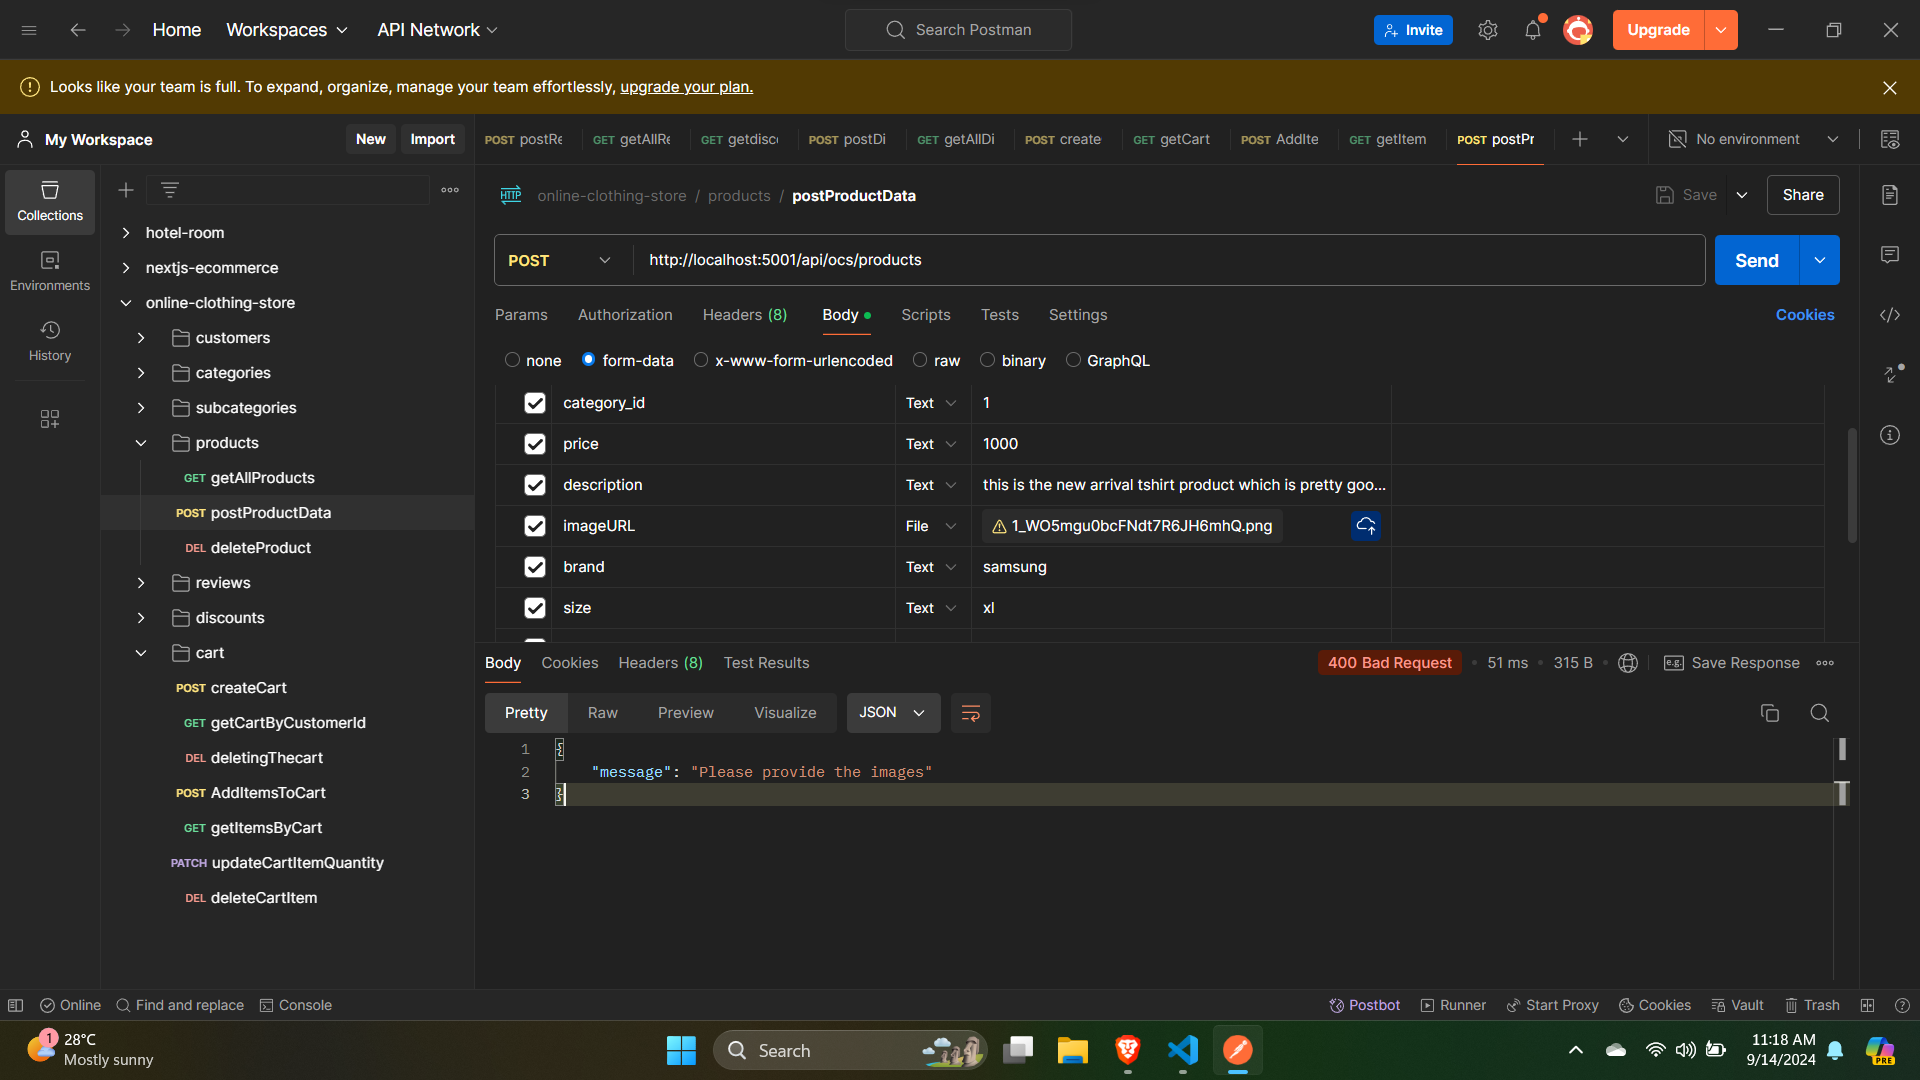 Home Workspaces API Network Search Postman Invite Upgrade
Looks like your team is full. To expand, organize, manage your team effortlessly, upgrade your plan.
My Workspace New Import
POST postRe GET getAllRe GET getdisco POST postDi GET getAllDi POST create GET getCart POST AddIte GET getItem POST postPr No environment
Collections
Environments
History
hotel-room
nextjs-ecommerce
online-clothing-store
customers
categories
subcategories
products
GET getAllProducts
POST postProductData
DEL deleteProduct
reviews
discounts
cart
POST createCart
GET getCartByCustomerId
DEL deletingThecart
POST AddItemsToCart
GET getItemsByCart
PATCH updateCartItemQuantity
DEL deleteCartItem
HTTP online-clothing-store / products / postProductData Save Share
POST http://localhost:5001/api/ocs/products Send
Params Authorization Headers (8) Body Scripts Tests Settings Cookies
none form-data x-www-form-urlencoded raw binary GraphQL
category_id Text 1
price Text 1000
description Text this is the new arrival tshirt product which is pretty goo...
imageURL File 1_WO5mgu0bcFNdt7R6JH6mhQ.png
brand Text samsung
size Text xl
Body Cookies Headers (8) Test Results 400 Bad Request 51 ms 315 B e.g. Save Response
Pretty Raw Preview Visualize JSON
1 {
2 "message": "Please provide the images"
3 }
Online Find and replace Console Postbot Runner Start Proxy Cookies Vault Trash
1 28°C
Mostly sunny
Search
11:18 AM
9/14/2024
PRE